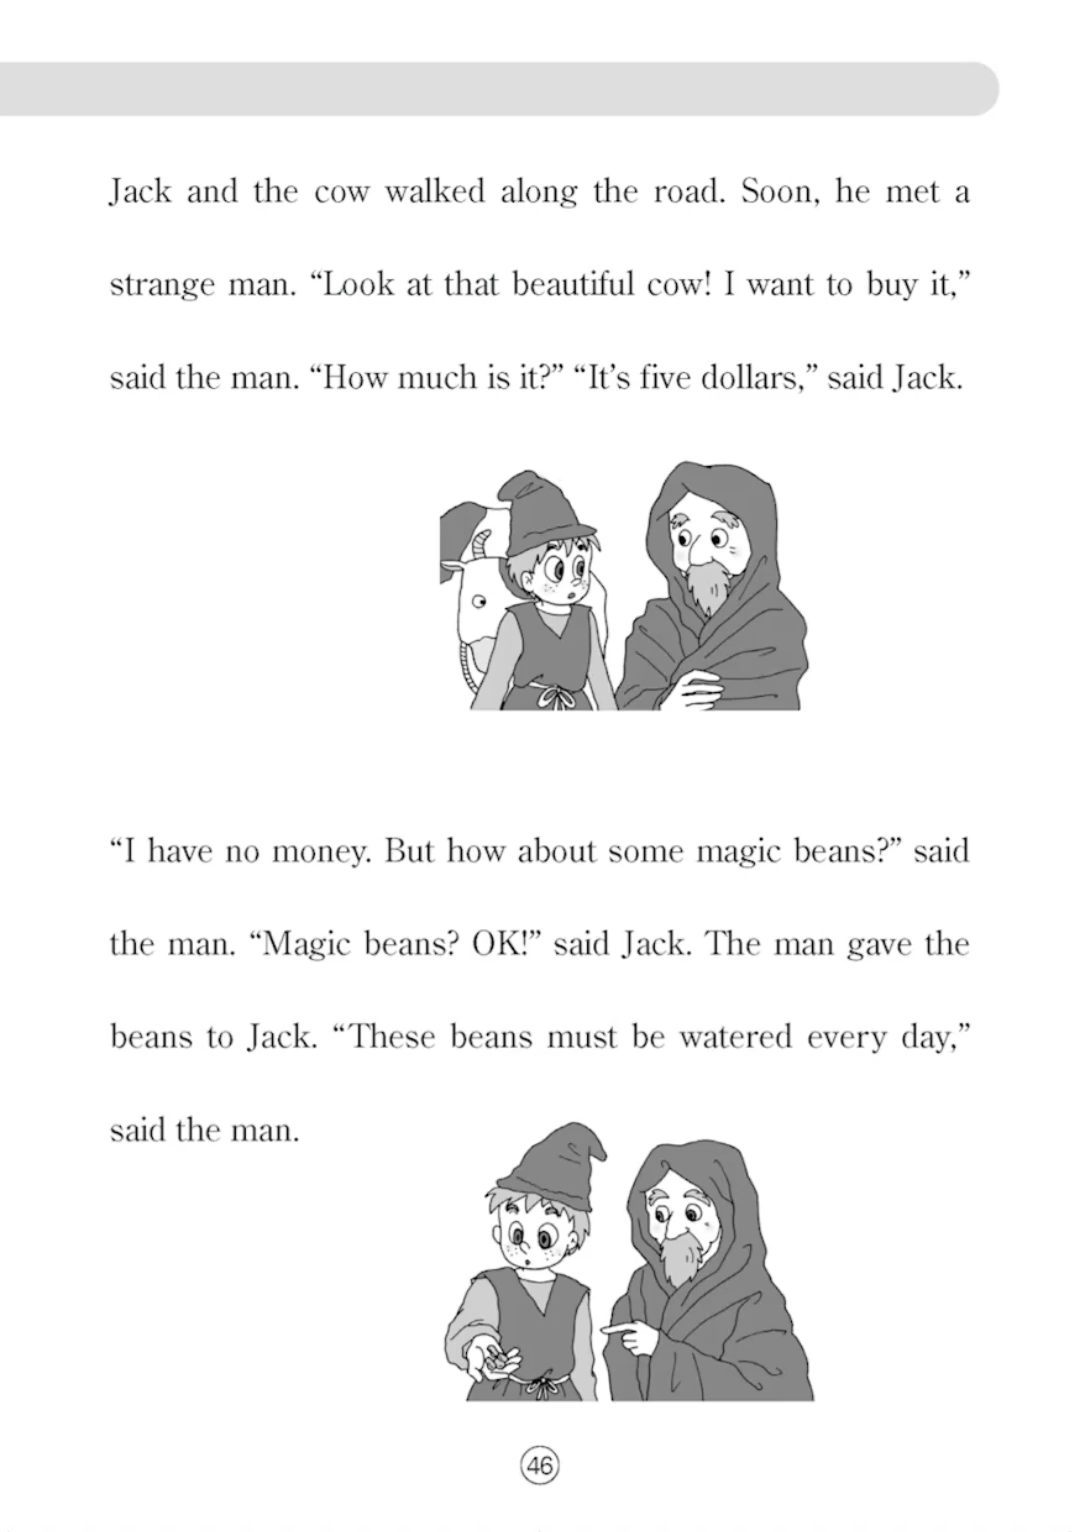 Jack and the cow walked along the road. Soon, he met a
strange man. “Look at that beautiful cow! I want to buy it,”
said the man. “How much is it?” “It’s five dollars,” said Jack.
“I have no money. But how about some magic beans?” said
the man. “Magic beans? OK!” said Jack. The man gave the
beans to Jack. “These beans must be watered every day,”
said the man.
46